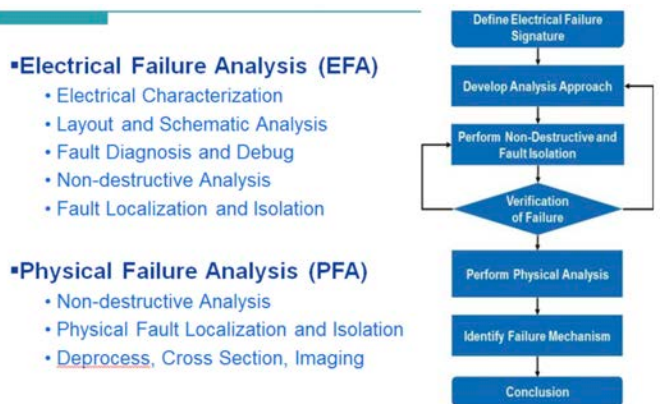 ▪Electrical Failure Analysis (EFA)
• Electrical Characterization
• Layout and Schematic Analysis
• Fault Diagnosis and Debug
• Non-destructive Analysis
• Fault Localization and Isolation
▪Physical Failure Analysis (PFA)
• Non-destructive Analysis
• Physical Fault Localization and Isolation
• Deprocess, Cross Section, Imaging
Define Electrical Failure
Signature
Develop Analysis Approach
Perform Non-Destructive and
Fault Isolation
Verification
of Failure
Perform Physical Analysis
Identify Failure Mechanism
Conclusion